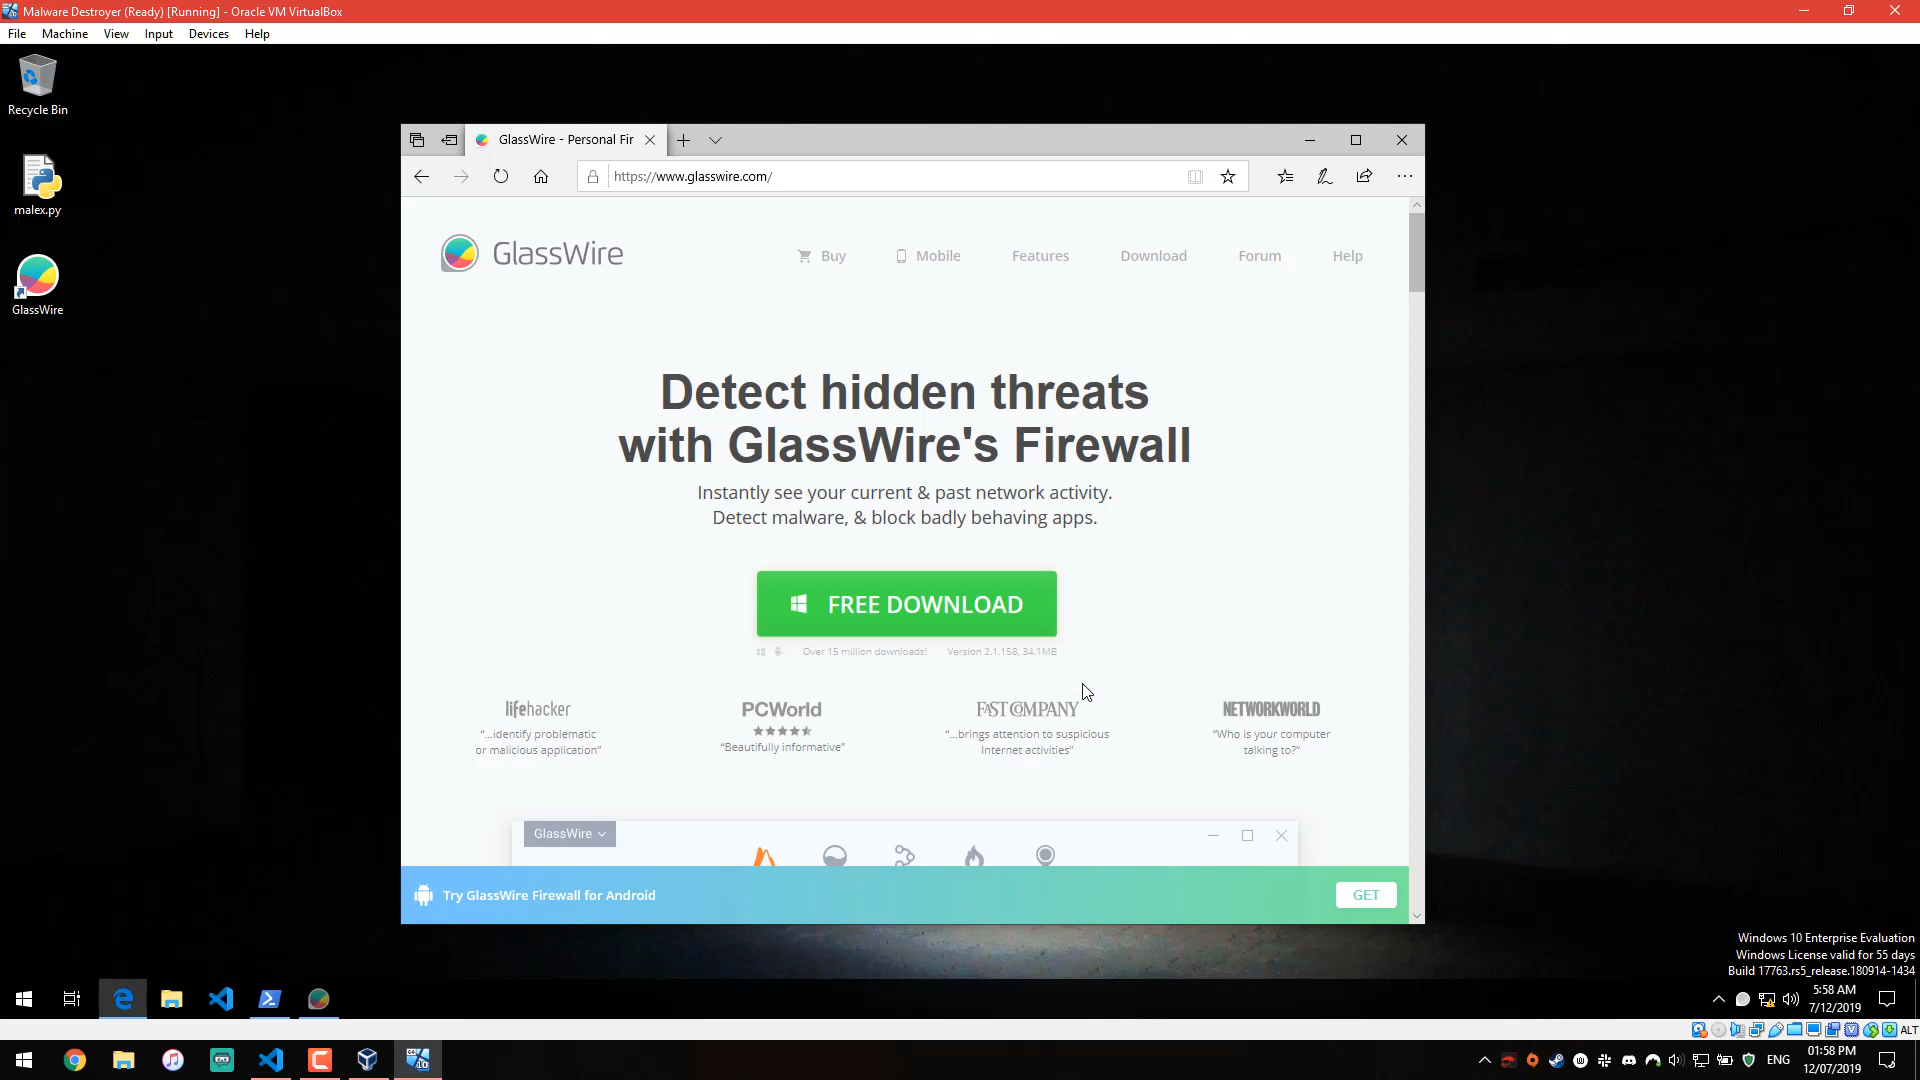 Malware Destroyer (Ready) [Running] - Oracle VM VirtualBox
File Machine View Input Devices Help
Recycle Bin
malex.py
GlassWire
GlassWire - Personal Fir
https://www.glasswire.com/
GlassWire
Buy Mobile Features Download Forum Help
Detect hidden threats
with GlassWire's Firewall
Instantly see your current & past network activity.
Detect malware, & block badly behaving apps.
FREE DOWNLOAD
Over 15 million downloads! Version 2.1.158, 34.1MB
lifehacker
"...identify problematic
or malicious application"
PCWorld
"Beautifully informative"
FAST COMPANY
"...brings attention to suspicious
Internet activities"
NETWORKWORLD
"Who is your computer
talking to?"
GlassWire
Try GlassWire Firewall for Android
GET
Windows 10 Enterprise Evaluation
Windows License valid for 55 days
Build 17763.rs5_release.180914-1434
5:58 AM
7/12/2019
ALT
ENG
01:58 PM
12/07/2019